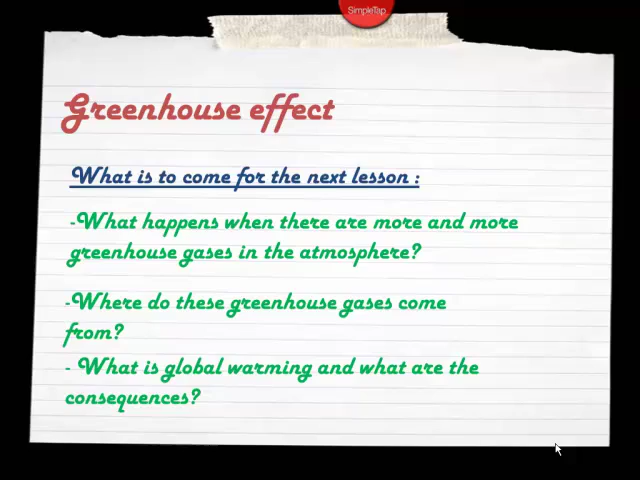 SimpleTap
Greenhouse effect
What is to come for the next lesson :
-What happens when there are more and more
greenhouse gases in the atmosphere?
-Where do these greenhouse gases come
from?
- What is global warming and what are the
consequences?